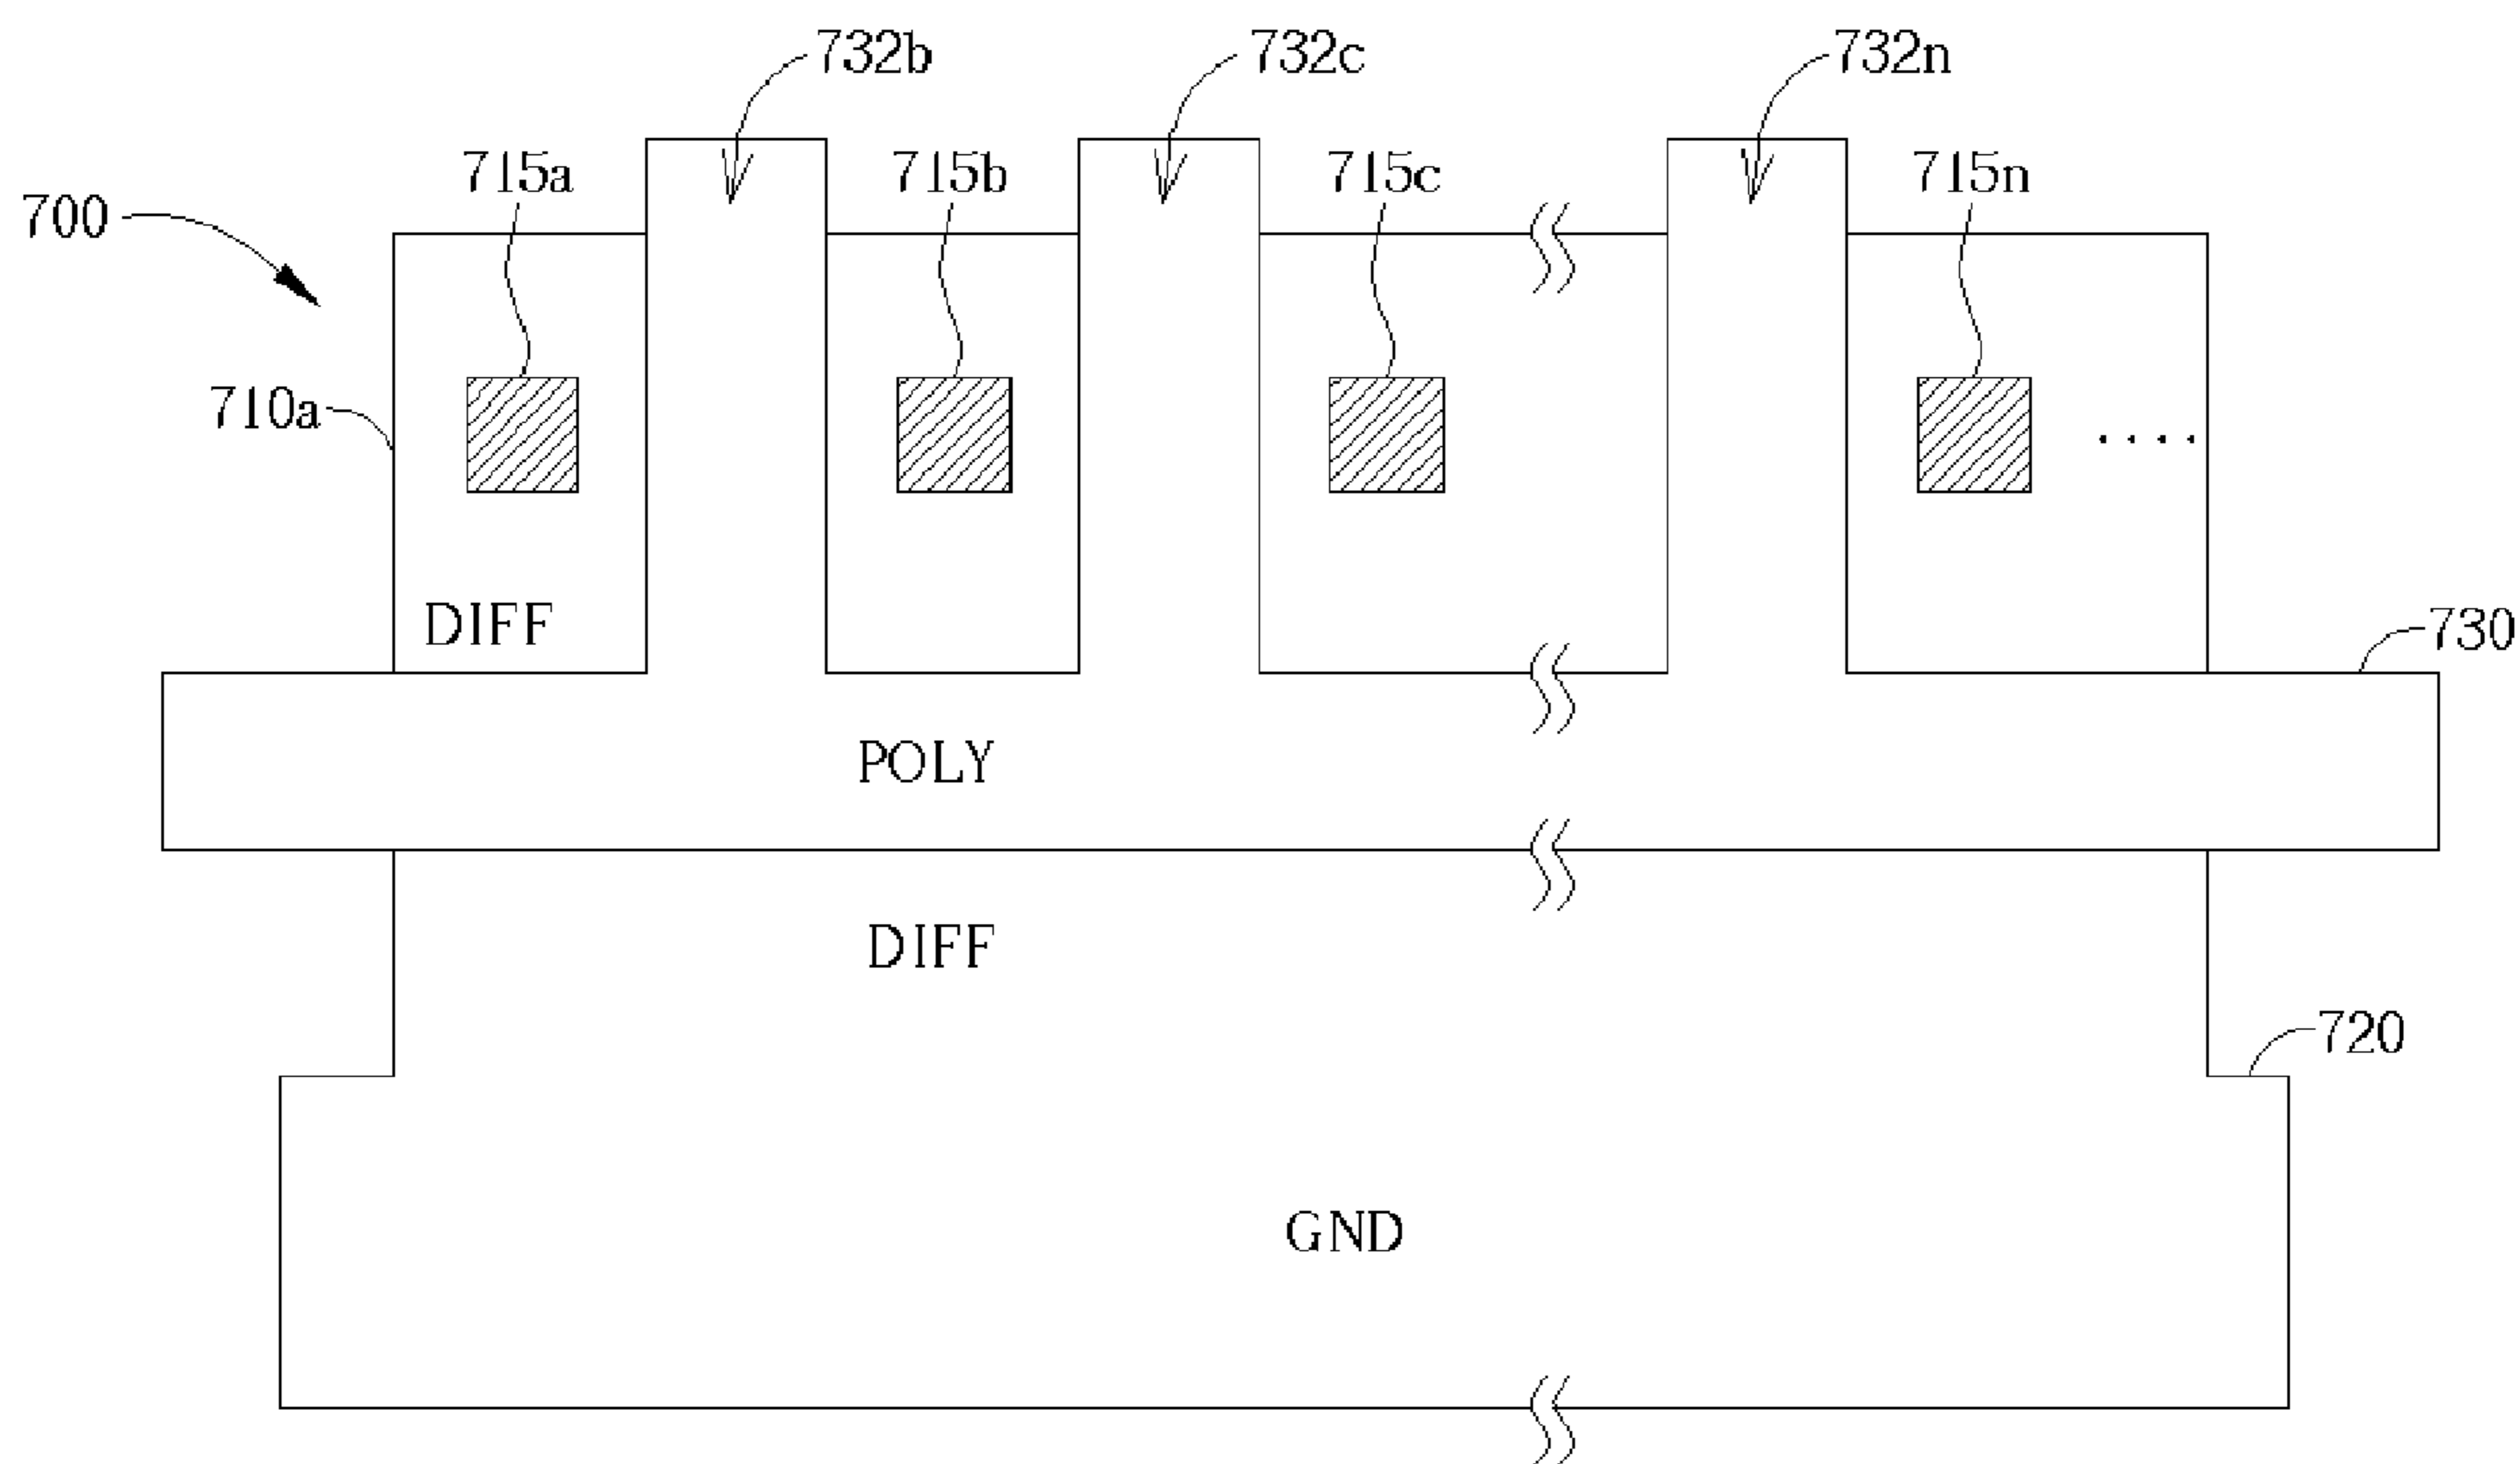 732b 732c 732n
715a 715b 715c 715n
700
710a
....
DIFF
730
POLY
DIFF
720
GND